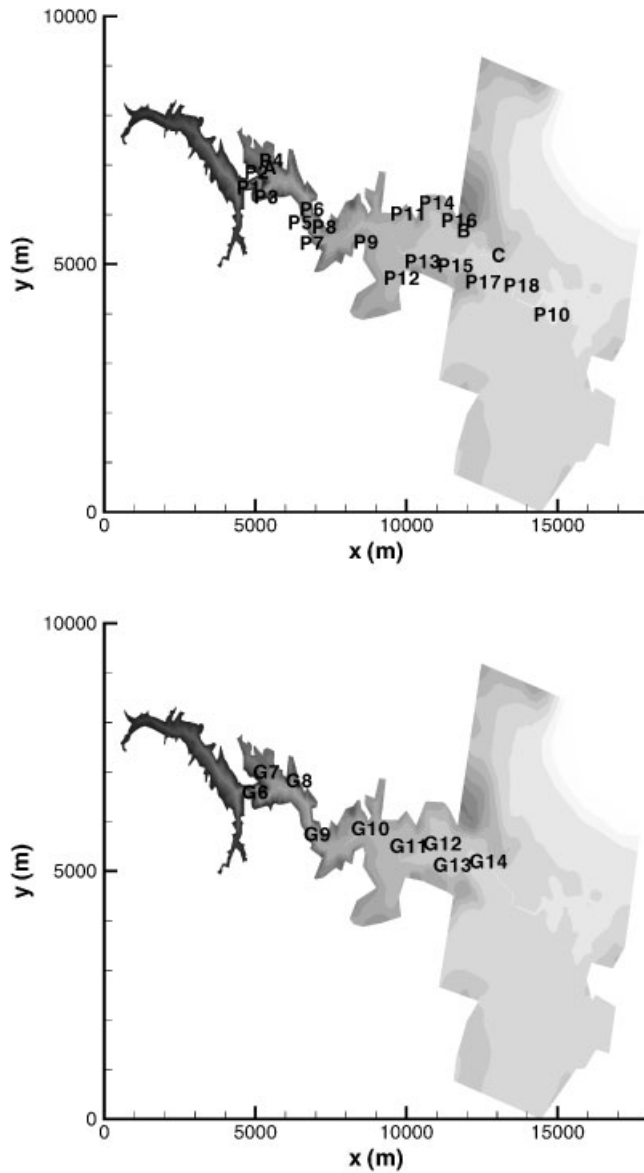 10000
P4
A
P2
P1
P3
P6
P5
P8
P7
P9
P11
P14
P16
B
C
P13
P15
P12
P17
P18
P10
5000
y (m)
0
0 5000 10000 15000
x (m)
10000
G7
G8
G6
G9
G10
G11
G12
G13
G14
5000
y (m)
0
0 5000 10000 15000
x (m)